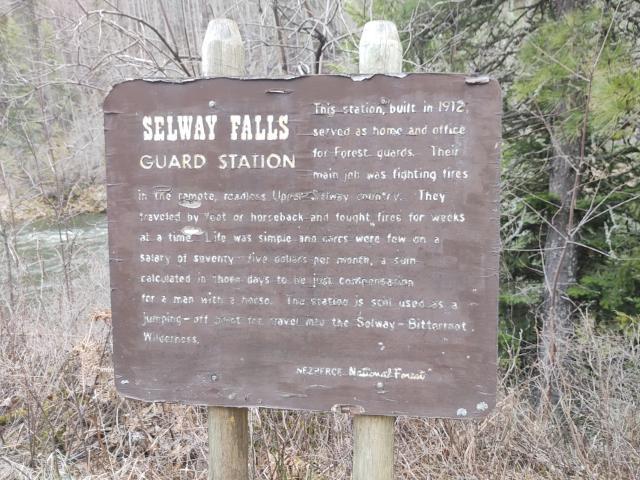 SELWAY FALLS
GUARD STATION
This station, built in 1912,
served as home and office
for Forest guards. Their
main job was fighting fires
in the remote, roadless Upper Selway country. They
traveled by foot or horseback and fought fires for weeks
at a time. Life was simple and cares were few on a
salary of seventy-five dollars per month, a sum
calculated in those days to be just compensation
for a man with a horse. The station is still used as a
jumping-off point for travel into the Selway-Bitterroot
Wilderness.
NEZPERCE National Forest